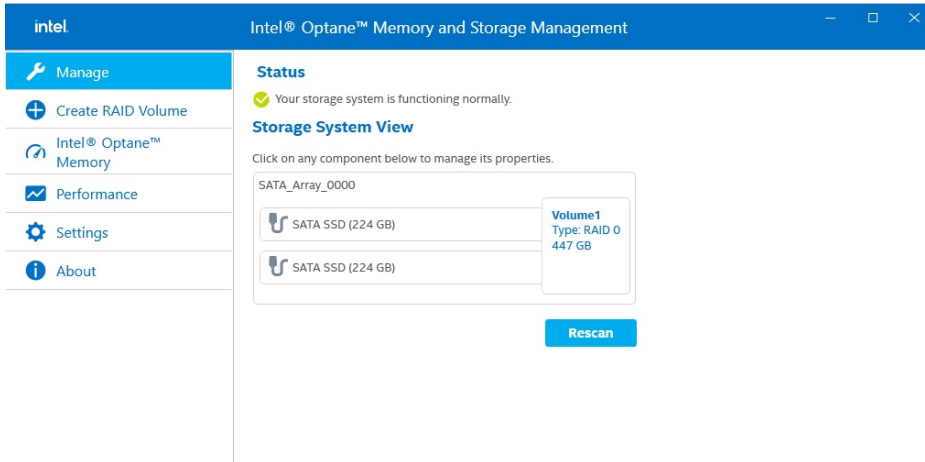 intel.
Intel® Optane™ Memory and Storage Management
Manage
Create RAID Volume
Intel® Optane™
Memory
Performance
Settings
About
Status
Your storage system is functioning normally.
Storage System View
Click on any component below to manage its properties.
SATA_Array_0000
SATA SSD (224 GB)
SATA SSD (224 GB)
Volume1
Type: RAID 0
447 GB
Rescan